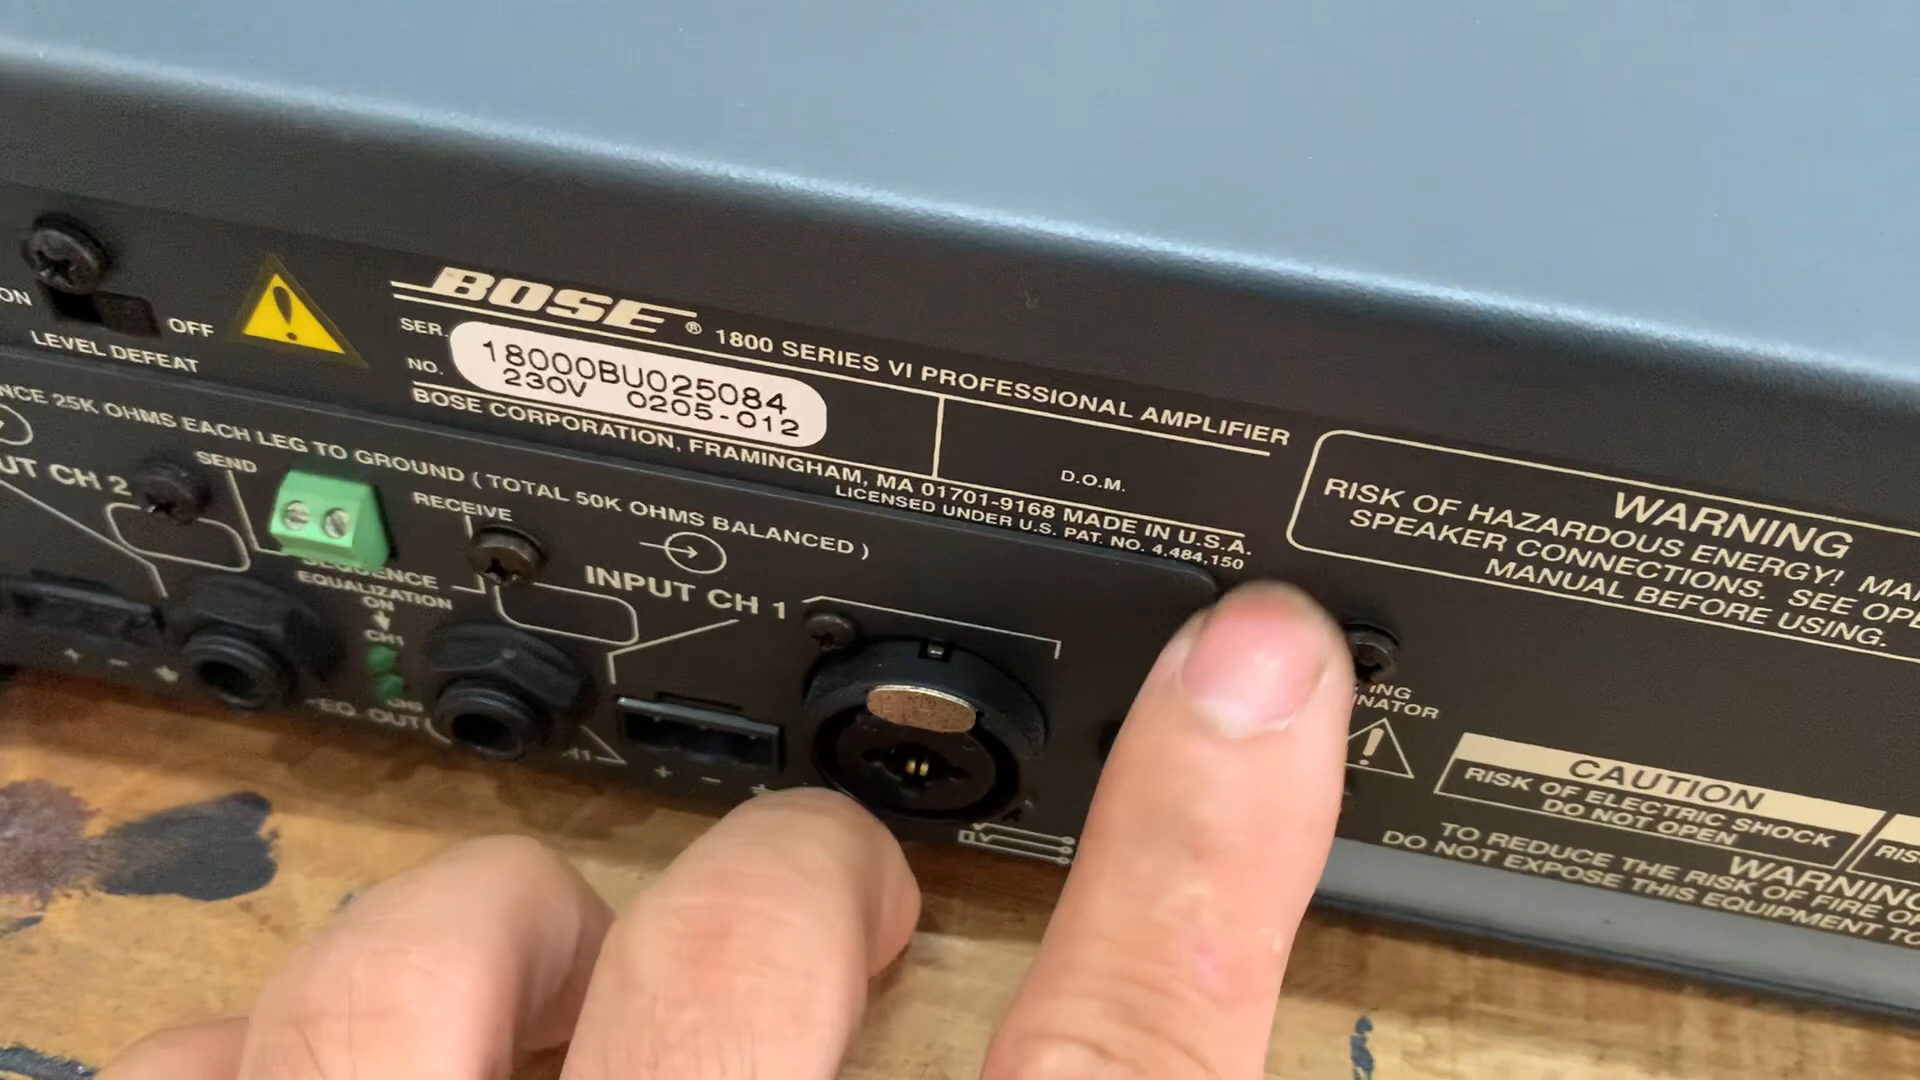 ON
OFF
LEVEL DEFEAT
BOSE® 1800 SERIES VI PROFESSIONAL AMPLIFIER
SER.
NO.
18000BU025084
230V 0205-012
D.O.M.
BOSE CORPORATION, FRAMINGHAM, MA 01701-9168 MADE IN U.S.A.
LICENSED UNDER U.S. PAT. NO. 4,484,150
25K OHMS EACH LEG TO GROUND ( TOTAL 50K OHMS BALANCED )
CH 2
SEND
RECEIVE
EQUALIZATION
ON
CH1
EQ. OUT
INPUT CH 1
+ -
+ -
WARNING
RISK OF HAZARDOUS ENERGY!
SPEAKER CONNECTIONS. SEE
MANUAL BEFORE USING.
CAUTION
RISK OF ELECTRIC SHOCK
DO NOT OPEN
WARNING
TO REDUCE THE RISK OF FIRE
DO NOT EXPOSE THIS EQUIPMENT TO